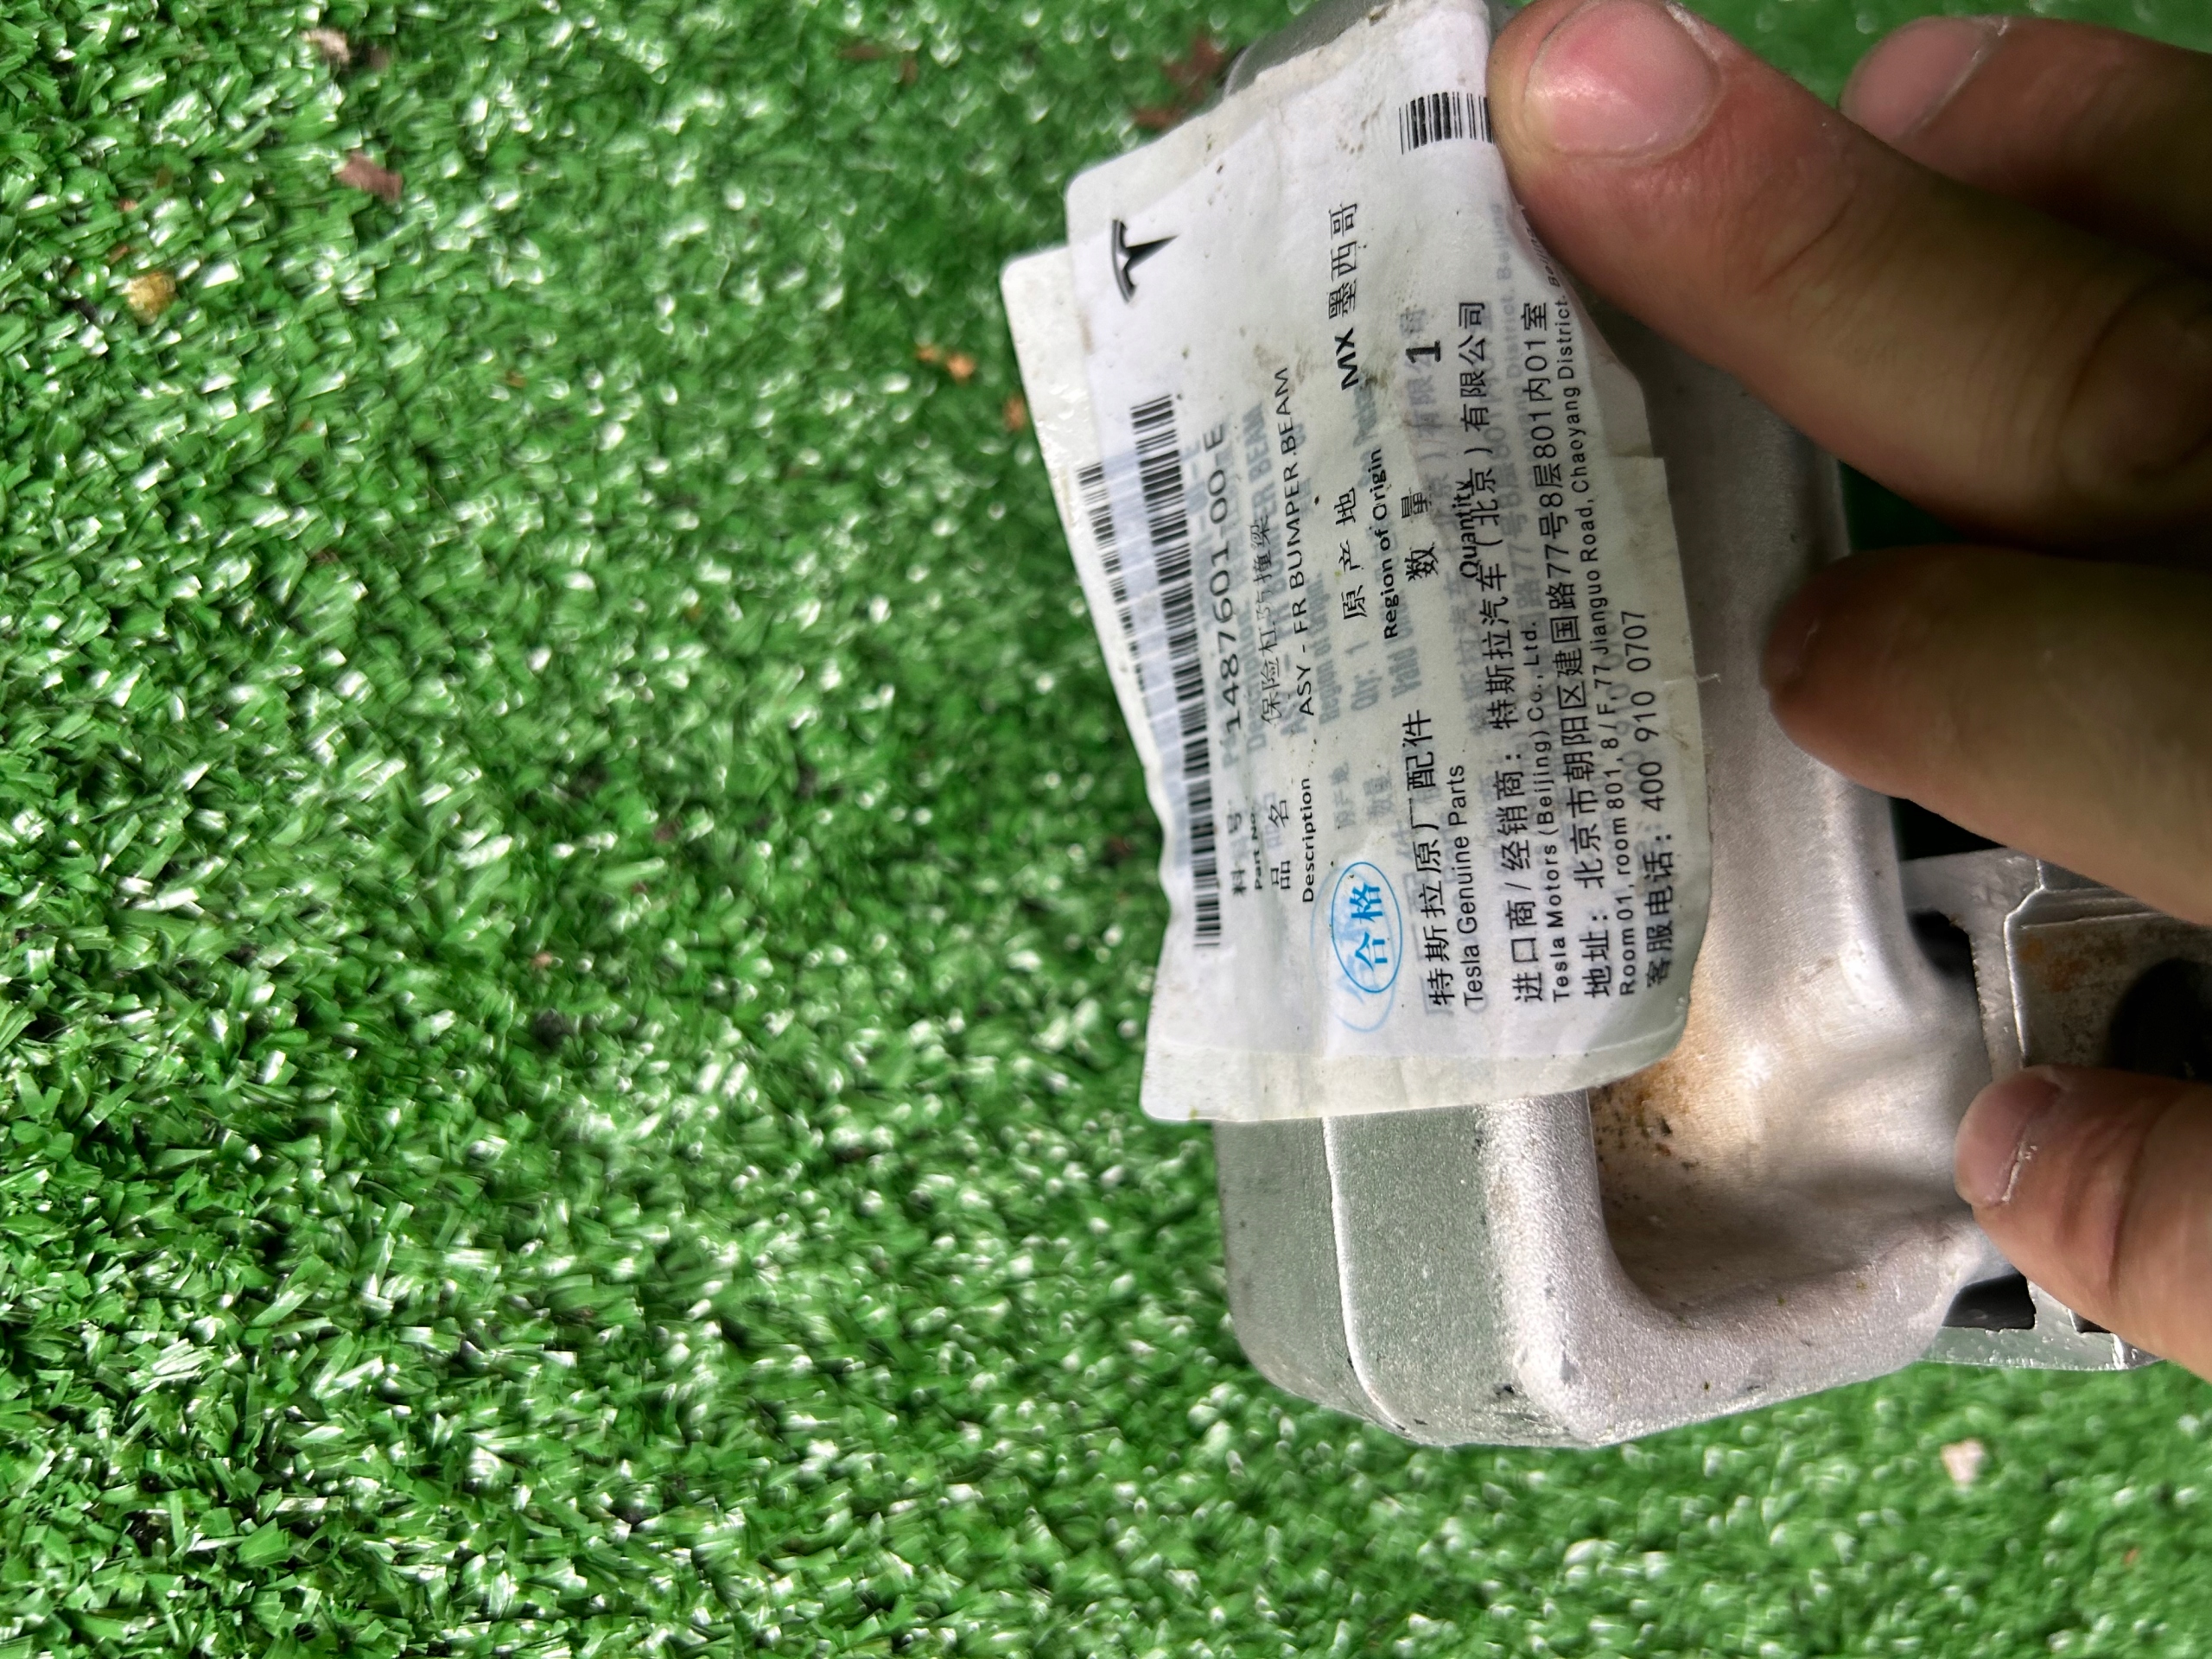 1487601-00-E
料 号
Part No.
品 名 保险杠防撞梁
Description ASY - FR BUMPER BEAM
合格
原 产 地 MX 墨西哥
Region of Origin
数 量 1
Quantity
特斯拉原厂配件
Tesla Genuine Parts
进口商/经销商：特斯拉汽车（北京）有限公司
Tesla Motors (Beijing) Co., Ltd.
地址：北京市朝阳区建国路77号8层801内01室
Room 01, room 801, 8 / F, 77 Jianguo Road, Chaoyang District
客服电话：400 910 0707